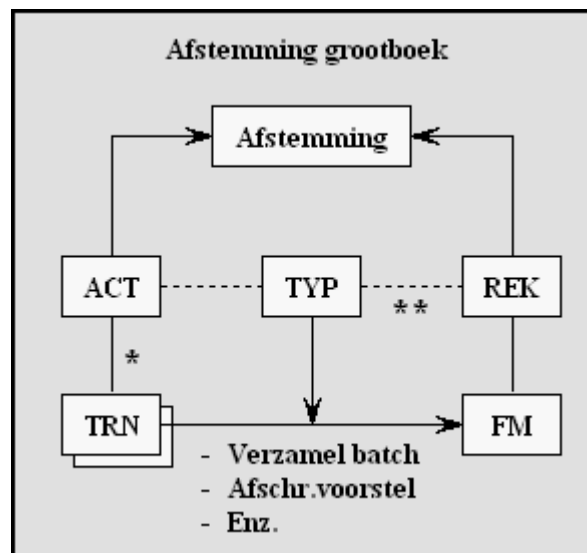 Afstemming grootboek
Afstemming
ACT
TYP
REK
*
**
TRN
FM
- Verzamel batch
- Afschr.voorstel
- Enz.